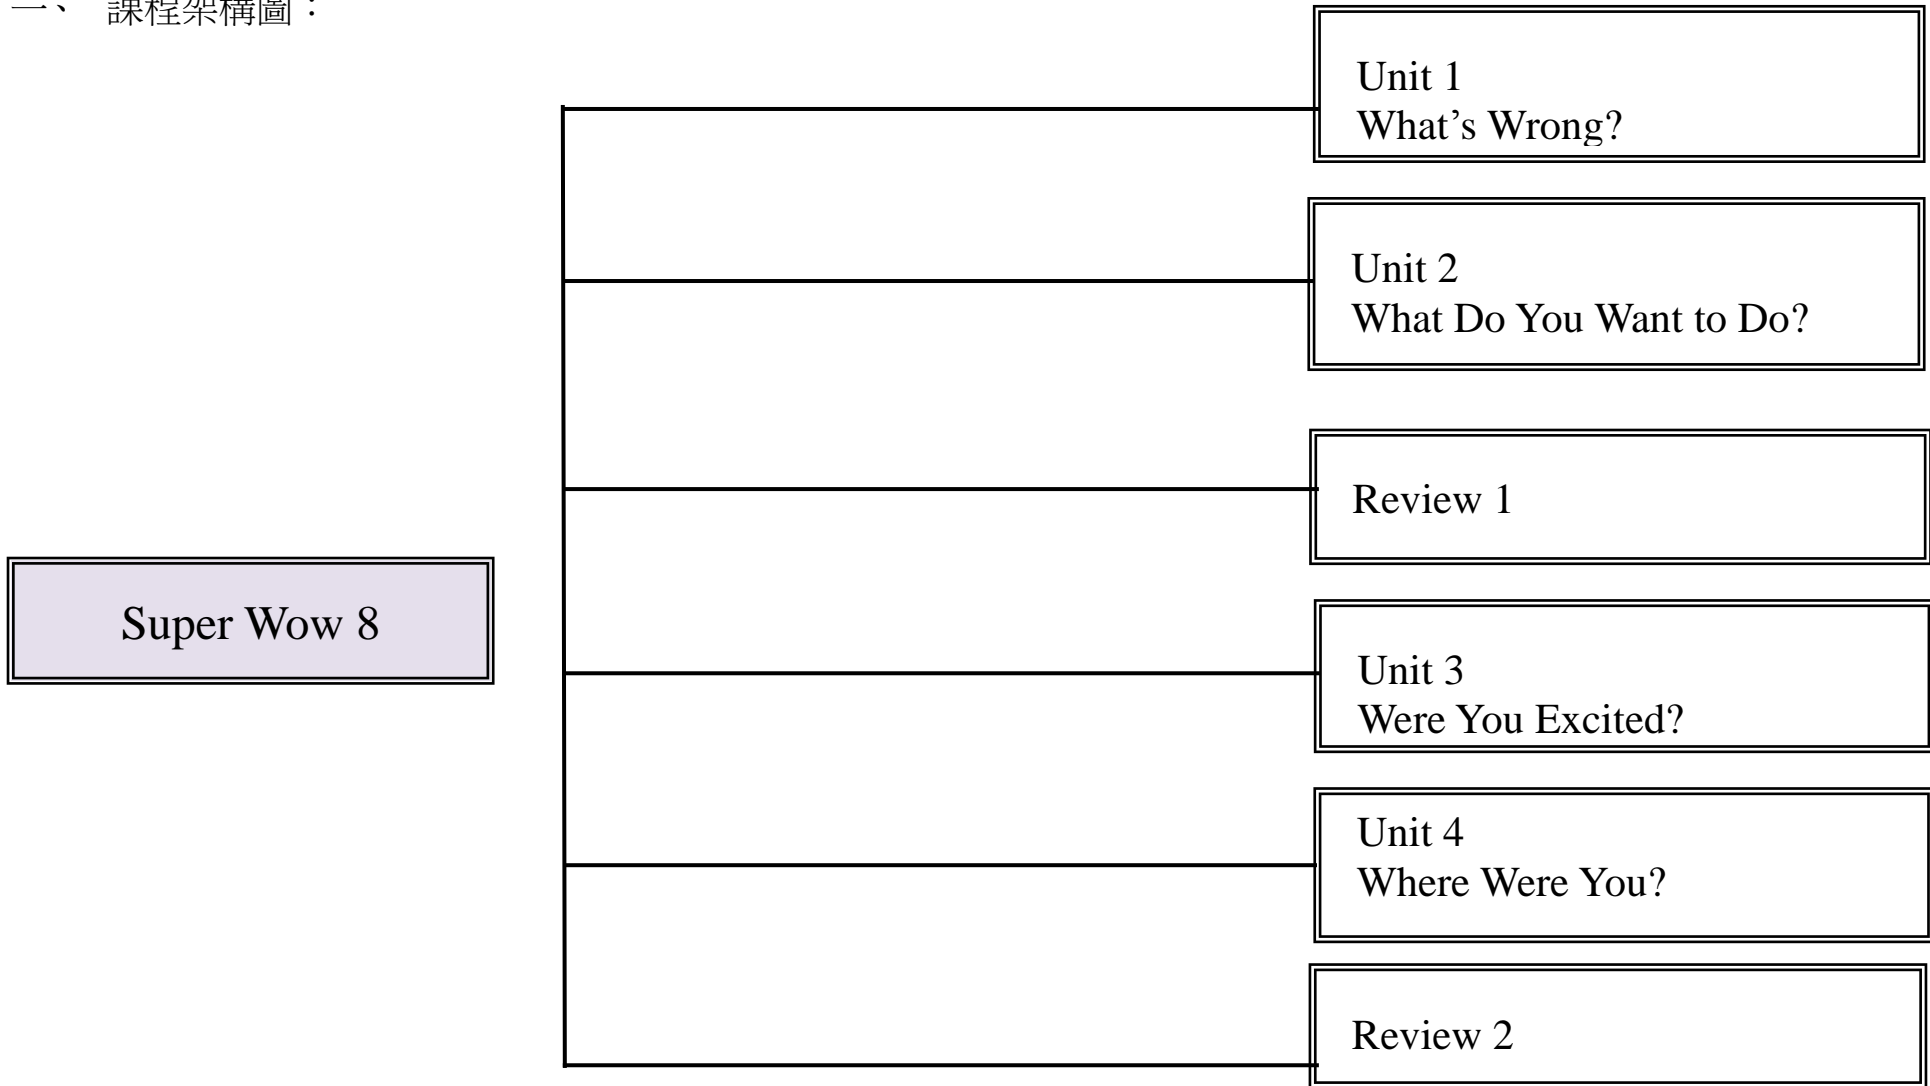 一、 課程架構圖：
Unit 1
What’s Wrong?
Unit 2
What Do You Want to Do?
Review 1
Super Wow 8
Unit 3
Were You Excited?
Unit 4
Where Were You?
Review 2